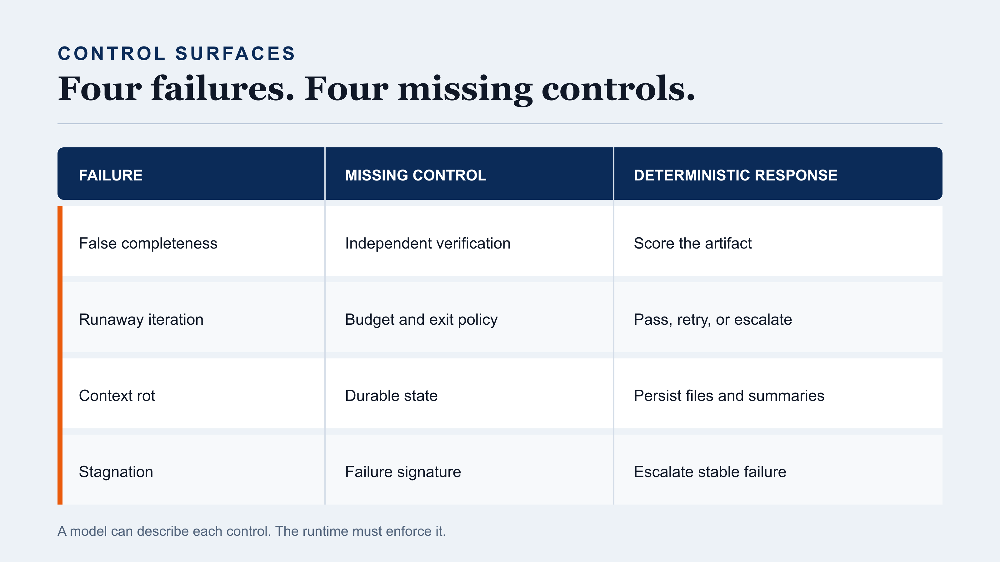 CONTROL SURFACES
Four failures. Four missing controls.
FAILURE
MISSING CONTROL
DETERMINISTIC RESPONSE
False completeness
Independent verification
Score the artifact
Runaway iteration
Budget and exit policy
Pass, retry, or escalate
Context rot
Durable state
Persist files and summaries
Stagnation
Failure signature
Escalate stable failure
A model can describe each control. The runtime must enforce it.